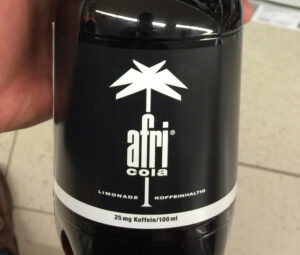 afri®
cola
LIMONADE KOFFEINHALTIG
25 mg Koffein/100 ml